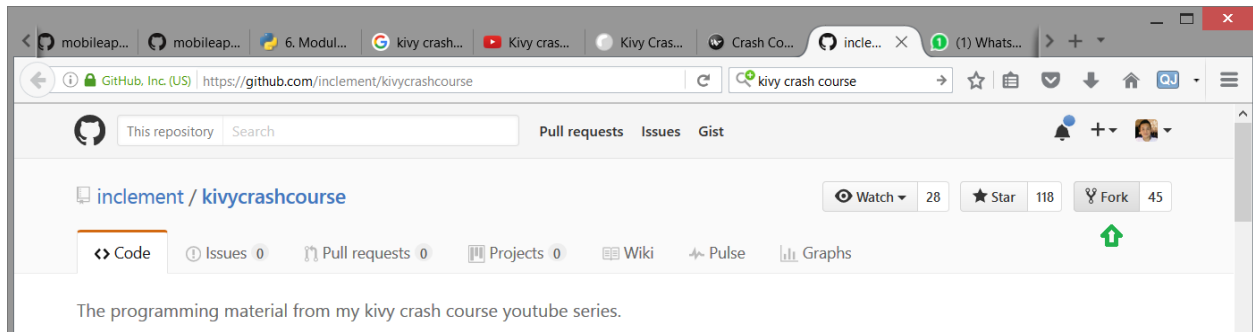 mobileap... mobileap... 6. Modul... kivy crash... Kivy cras... Kivy Cras... Crash Co... incle... (1) Whats...
GitHub, Inc. (US) https://github.com/inclement/kivycrashcourse kivy crash course QJ
This repository Search Pull requests Issues Gist
inclement / kivycrashcourse Watch 28 Star 118 Fork 45
Code Issues 0 Pull requests 0 Projects 0 Wiki Pulse Graphs
The programming material from my kivy crash course youtube series.